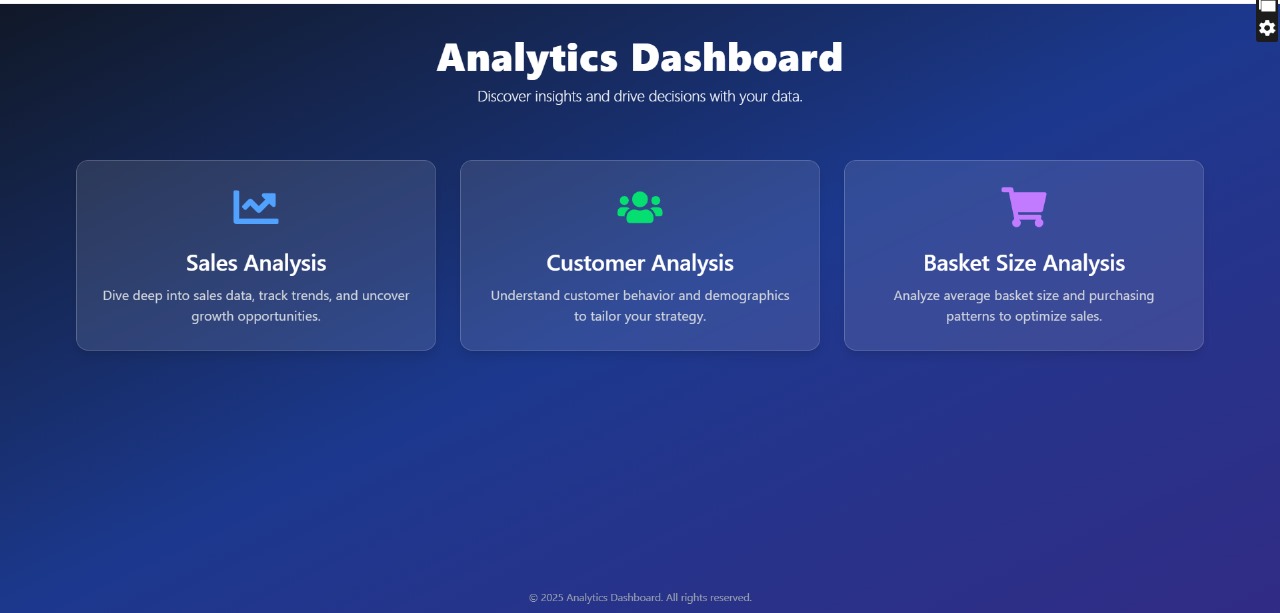 Analytics Dashboard
Discover insights and drive decisions with your data.
Sales Analysis
Dive deep into sales data, track trends, and uncover
growth opportunities.
Customer Analysis
Understand customer behavior and demographics
to tailor your strategy.
Basket Size Analysis
Analyze average basket size and purchasing
patterns to optimize sales.
© 2025 Analytics Dashboard. All rights reserved.